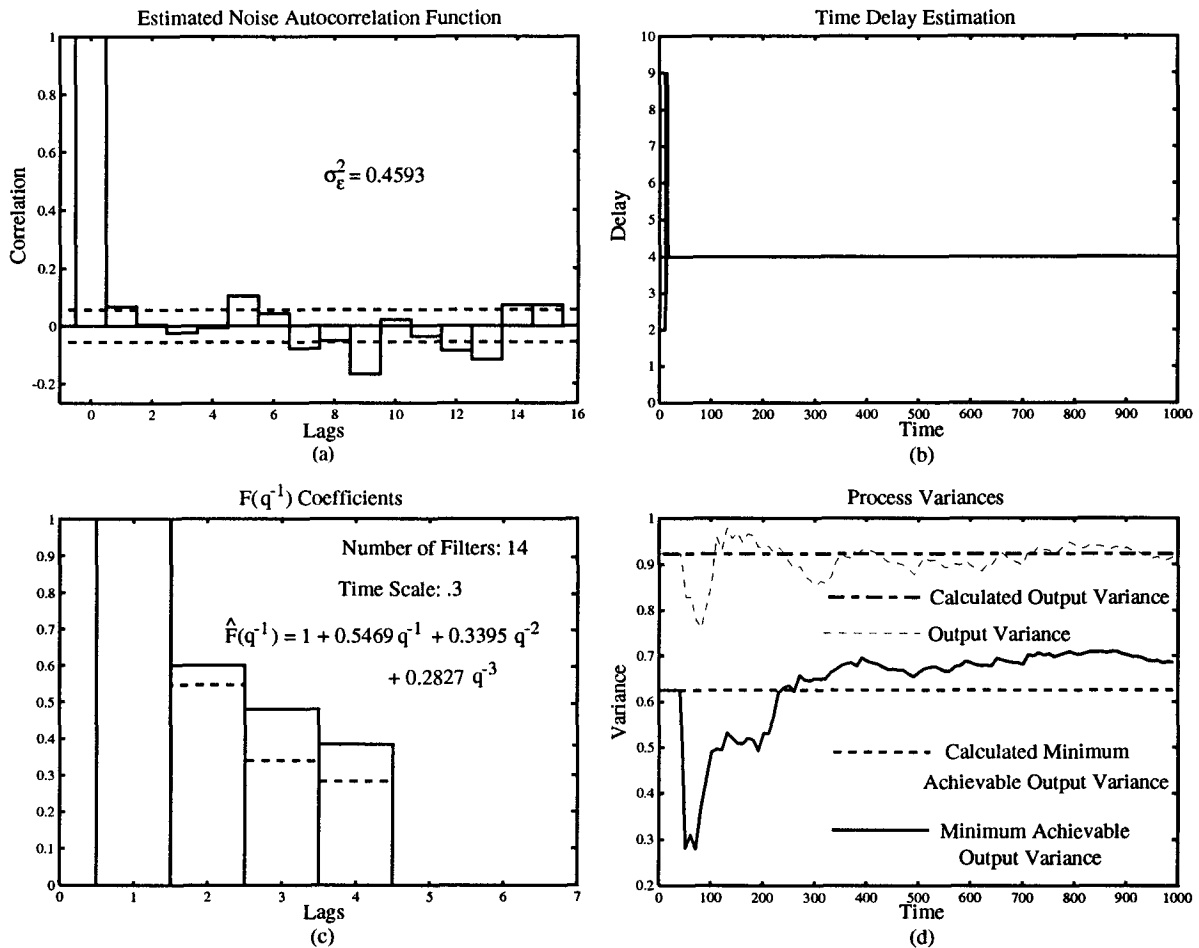 Estimated Noise Autocorrelation Function
1
0.8
0.6
0.4
0.2
0
-0.2
Correlation
σ²ε = 0.4593
0 2 4 6 8 10 12 14 16
Lags
(a)
Time Delay Estimation
10
9
8
7
6
5
4
3
2
1
0
Delay
0 100 200 300 400 500 600 700 800 900 1000
Time
(b)
F(q⁻¹) Coefficients
1
0.9
0.8
0.7
0.6
0.5
0.4
0.3
0.2
0.1
0
Number of Filters: 14
Time Scale: .3
F̂(q⁻¹) = 1 + 0.5469 q⁻¹ + 0.3395 q⁻²
+ 0.2827 q⁻³
0 1 2 3 4 5 6 7
Lags
(c)
Process Variances
1
0.9
0.8
0.7
0.6
0.5
0.4
0.3
0.2
Variance
Calculated Output Variance
Output Variance
Calculated Minimum
Achievable Output Variance
Minimum Achievable
Output Variance
0 100 200 300 400 500 600 700 800 900 1000
Time
(d)